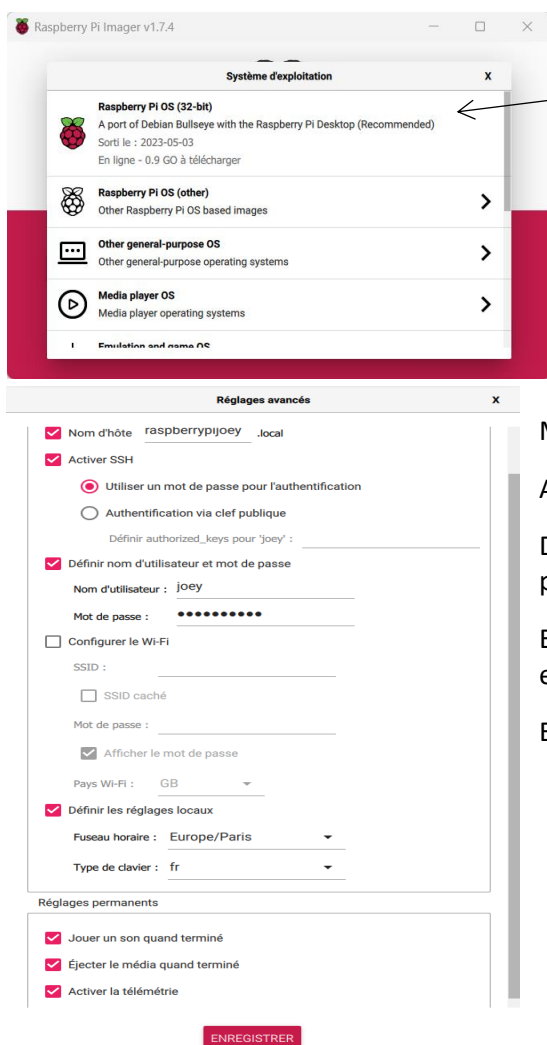 Raspberry Pi Imager v1.7.4
Système d'exploitation X
Raspberry Pi OS (32-bit)
A port of Debian Bullseye with the Raspberry Pi Desktop (Recommended)
Sorti le : 2023-05-03
En ligne - 0.9 GO à télécharger
Raspberry Pi OS (other)
Other Raspberry Pi OS based images
Other general-purpose OS
Other general-purpose operating systems
Media player OS
Media player operating systems
Emulation and game OS
Réglages avancés X
Nom d'hôte raspberrypijoey .local
Activer SSH
Utiliser un mot de passe pour l'authentification
Authentification via clef publique
Définir authorized_keys pour 'joey' :
Définir nom d'utilisateur et mot de passe
Nom d'utilisateur : joey
Mot de passe : ••••••••••
Configurer le Wi-Fi
SSID :
SSID caché
Mot de passe :
Afficher le mot de passe
Pays Wi-Fi : GB
Définir les réglages locaux
Fuseau horaire : Europe/Paris
Type de clavier : fr
Réglages permanents
Jouer un son quand terminé
Éjecter le média quand terminé
Activer la télémétrie
ENREGISTRER